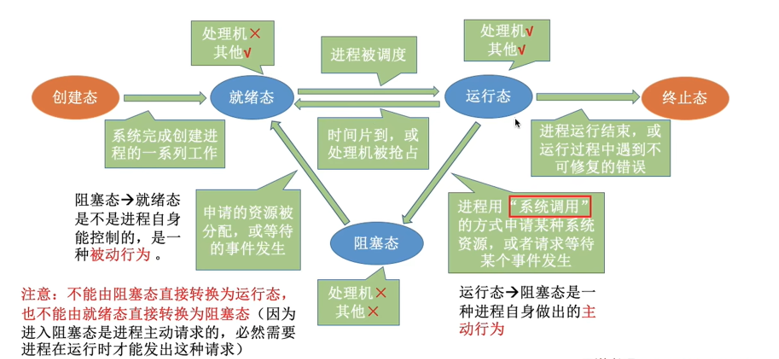 处理机×
其他√
处理机√
其他√
进程被调度
创建态
就绪态
运行态
终止态
系统完成创建进
程的一系列工作
时间片到，或
处理机被抢占
进程运行结束，或
运行过程中遇到不
可修复的错误
阻塞态→就绪态
是不是进程自身
能控制的，是一
种被动行为 。
申请的资源被
分配，或等待
的事件发生
阻塞态
进程用“系统调用”
的方式申请某种系统
资源，或者请求等待
某个事件发生
处理机×
其他×
运行态→阻塞态是一
种进程自身做出的主
动行为
注意：不能由阻塞态直接转换为运行态，
也不能由就绪态直接转换为阻塞态（因为
进入阻塞态是进程主动请求的，必然需要
进程在运行时才能发出这种请求）